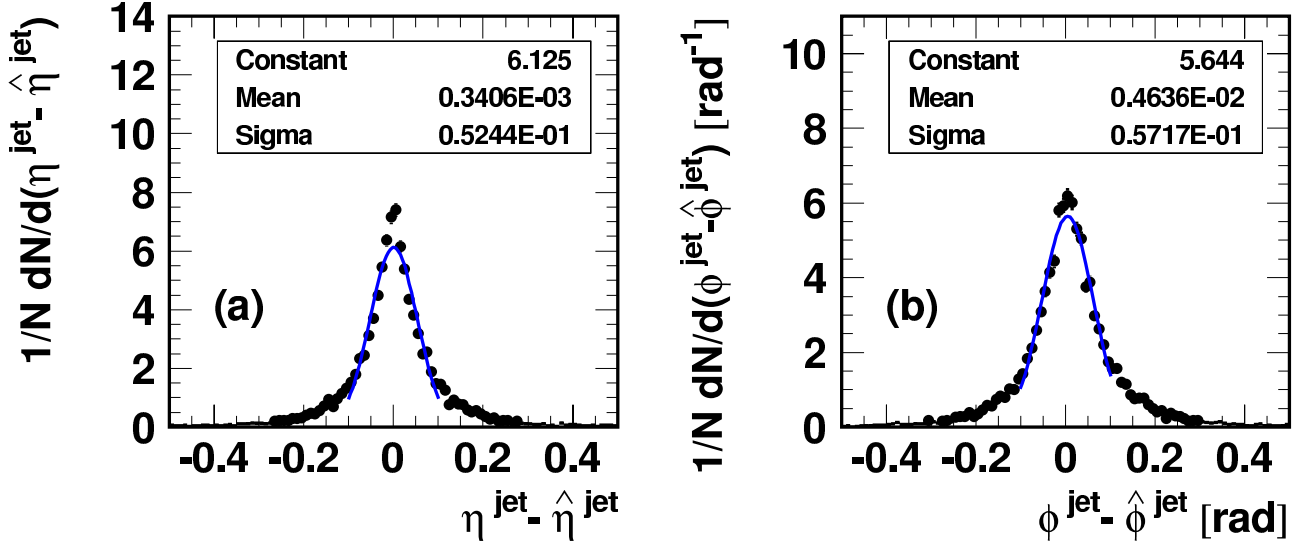 1/N dN/d(η^jet - η̂^jet)
14
12
10
8
6
4
2
0
Constant 6.125
Mean 0.3406E-03
Sigma 0.5244E-01
(a)
-0.4 -0.2 0 0.2 0.4
η^jet - η̂^jet
1/N dN/d(ϕ^jet - ϕ̂^jet) [rad^-1]
10
8
6
4
2
0
Constant 5.644
Mean 0.4636E-02
Sigma 0.5717E-01
(b)
-0.4 -0.2 0 0.2 0.4
ϕ^jet - ϕ̂^jet [rad]